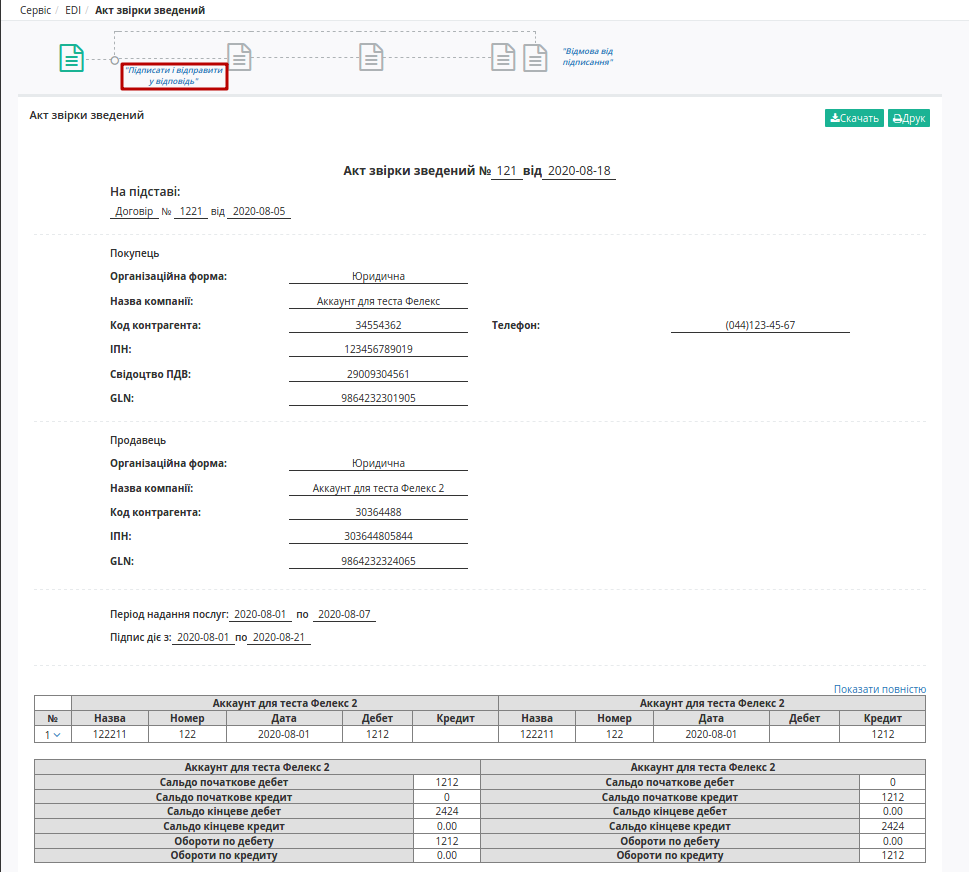 Сервіс / EDI / Акт звірки зведений
"Відмова від
підписання"
"Підписати і відправити
у відповідь"
Акт звірки зведений
Скачать Друк
Акт звірки зведений № 121 від 2020-08-18
На підставі:
Договір № 1221 від 2020-08-05
Покупець
Організаційна форма: Юридична
Назва компанії: Аккаунт для теста Фелекс
Код контрагента: 34554362 Телефон: (044)123-45-67
ІПН: 123456789019
Свідоцтво ПДВ: 29009304561
GLN: 9864232301905
Продавець
Організаційна форма: Юридична
Назва компанії: Аккаунт для теста Фелекс 2
Код контрагента: 30364488
ІПН: 303644805844
GLN: 9864232324065
Період надання послуг: 2020-08-01 по 2020-08-07
Підпис діє з: 2020-08-01 по 2020-08-21
Показати повністю
Аккаунт для теста Фелекс 2 Аккаунт для теста Фелекс 2
№ Назва Номер Дата Дебет Кредит Назва Номер Дата Дебет Кредит
1 122211 122 2020-08-01 1212 122211 122 2020-08-01 1212
Аккаунт для теста Фелекс 2 Аккаунт для теста Фелекс 2
Сальдо початкове дебет 1212 Сальдо початкове дебет 0
Сальдо початкове кредит 0 Сальдо початкове кредит 1212
Сальдо кінцеве дебет 2424 Сальдо кінцеве дебет 0.00
Сальдо кінцеве кредит 0.00 Сальдо кінцеве кредит 2424
Обороти по дебету 1212 Обороти по дебету 0.00
Обороти по кредиту 0.00 Обороти по кредиту 1212